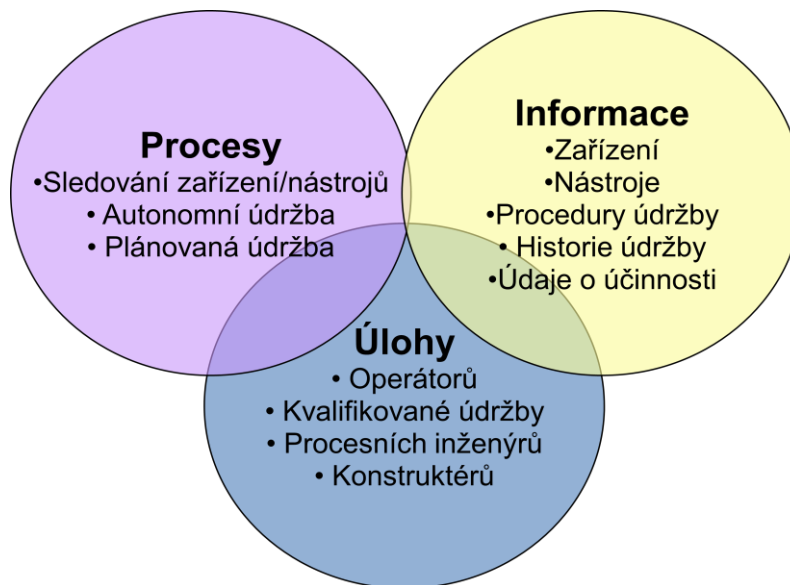 Procesy
•Sledování zařízení/nástrojů
• Autonomní údržba
• Plánovaná údržba
Informace
•Zařízení
•Nástroje
•Procedury údržby
• Historie údržby
•Údaje o účinnosti
Úlohy
• Operátorů
• Kvalifikované údržby
• Procesních inženýrů
• Konstruktérů